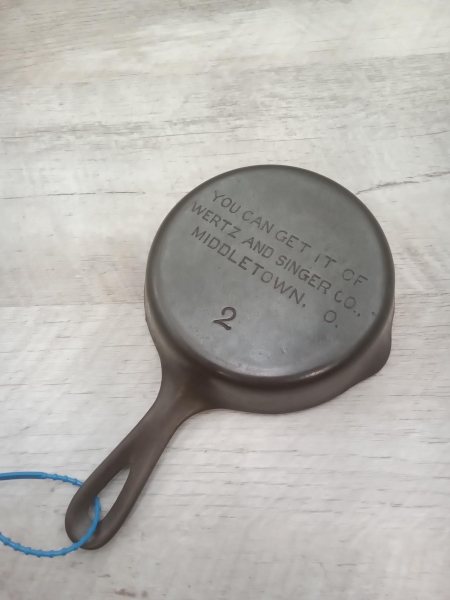 YOU CAN GET IT OF
WERTZ AND SINGER CO.,
MIDDLETOWN, O.
2